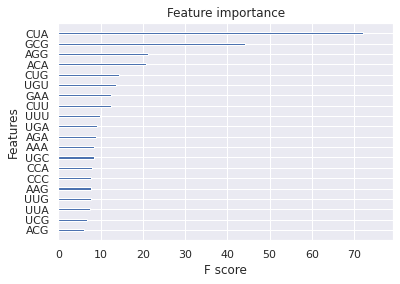 Feature importance
Features
CUA
GCG
AGG
ACA
CUG
UGU
GAA
CUU
UUU
UGA
AGA
AAA
UGC
CCA
CCC
AAG
UUG
UUA
UCG
ACG
0 10 20 30 40 50 60 70
F score